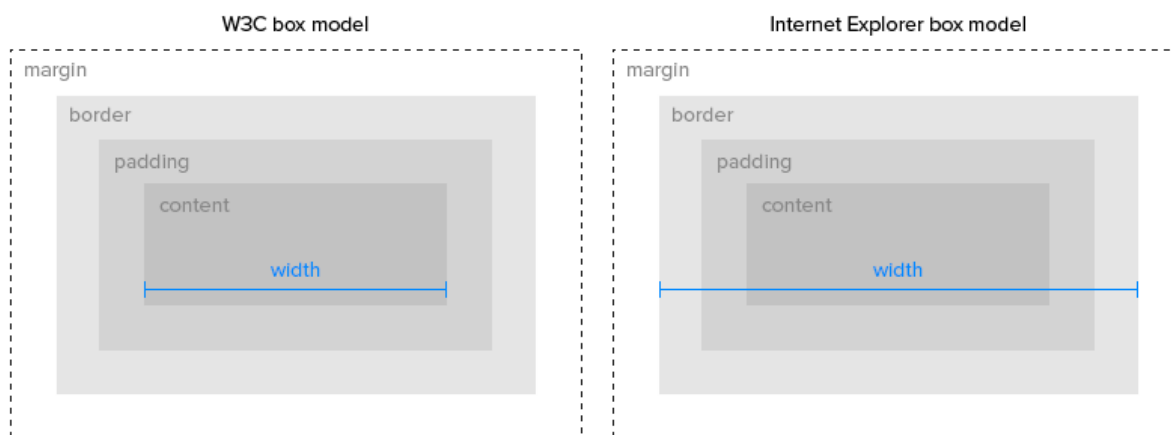 W3C box model
margin
border
padding
content
width
Internet Explorer box model
margin
border
padding
content
width